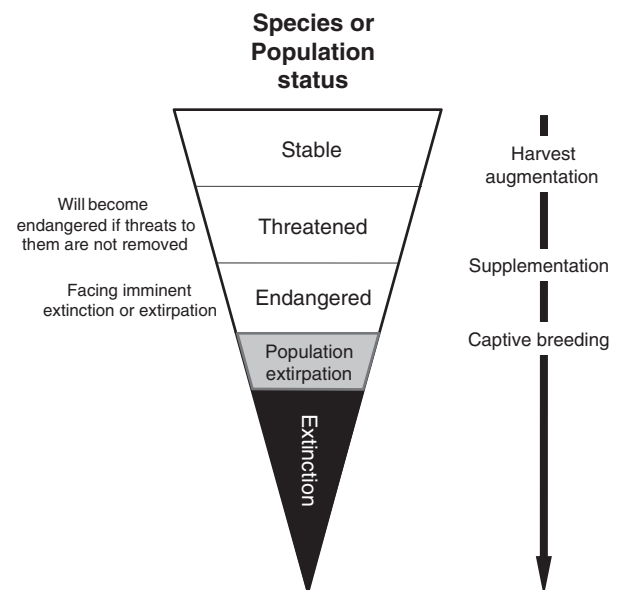 Species or
Population
status
Stable
Harvest
augmentation
Will become
endangered if threats to
them are not removed
Threatened
Supplementation
Facing imminent
extinction or extirpation
Endangered
Captive breeding
Population
extirpation
Extinction